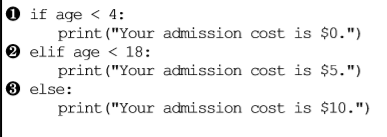 ❶ if age < 4:
print("Your admission cost is $0.")
❷ elif age < 18:
print("Your admission cost is $5.")
❸ else:
print("Your admission cost is $10.")